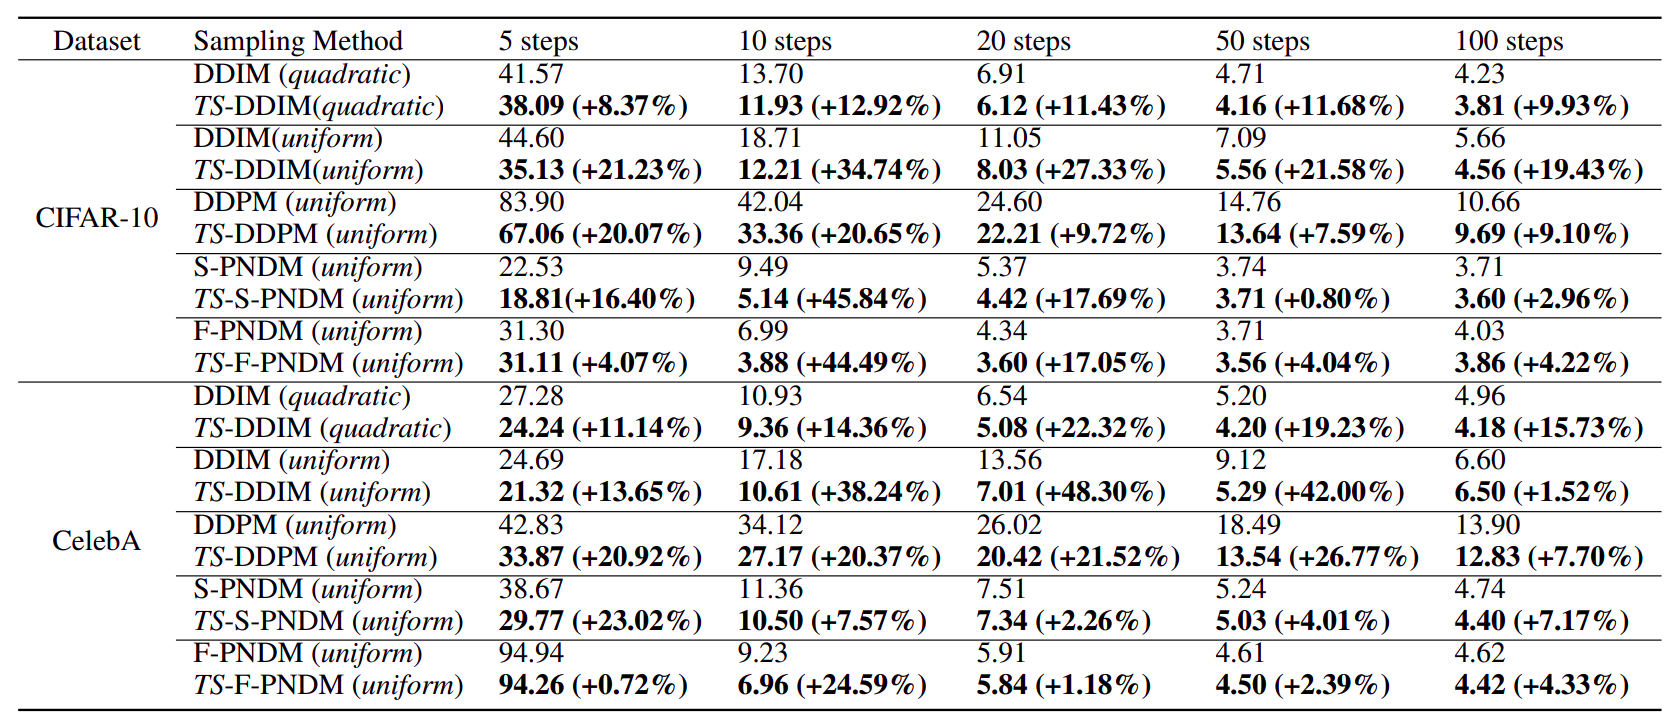 Dataset Sampling Method 5 steps 10 steps 20 steps 50 steps 100 steps
DDIM (quadratic) 41.57 13.70 6.91 4.71 4.23
TS-DDIM(quadratic) 38.09 (+8.37%) 11.93 (+12.92%) 6.12 (+11.43%) 4.16 (+11.68%) 3.81 (+9.93%)
DDIM(uniform) 44.60 18.71 11.05 7.09 5.66
TS-DDIM(uniform) 35.13 (+21.23%) 12.21 (+34.74%) 8.03 (+27.33%) 5.56 (+21.58%) 4.56 (+19.43%)
DDPM (uniform) 83.90 42.04 24.60 14.76 10.66
CIFAR-10
TS-DDPM (uniform) 67.06 (+20.07%) 33.36 (+20.65%) 22.21 (+9.72%) 13.64 (+7.59%) 9.69 (+9.10%)
S-PNDM (uniform) 22.53 9.49 5.37 3.74 3.71
TS-S-PNDM (uniform) 18.81(+16.40%) 5.14 (+45.84%) 4.42 (+17.69%) 3.71 (+0.80%) 3.60 (+2.96%)
F-PNDM (uniform) 31.30 6.99 4.34 3.71 4.03
TS-F-PNDM (uniform) 31.11 (+4.07%) 3.88 (+44.49%) 3.60 (+17.05%) 3.56 (+4.04%) 3.86 (+4.22%)
DDIM (quadratic) 27.28 10.93 6.54 5.20 4.96
TS-DDIM (quadratic) 24.24 (+11.14%) 9.36 (+14.36%) 5.08 (+22.32%) 4.20 (+19.23%) 4.18 (+15.73%)
DDIM (uniform) 24.69 17.18 13.56 9.12 6.60
TS-DDIM (uniform) 21.32 (+13.65%) 10.61 (+38.24%) 7.01 (+48.30%) 5.29 (+42.00%) 6.50 (+1.52%)
DDPM (uniform) 42.83 34.12 26.02 18.49 13.90
CelebA
TS-DDPM (uniform) 33.87 (+20.92%) 27.17 (+20.37%) 20.42 (+21.52%) 13.54 (+26.77%) 12.83 (+7.70%)
S-PNDM (uniform) 38.67 11.36 7.51 5.24 4.74
TS-S-PNDM (uniform) 29.77 (+23.02%) 10.50 (+7.57%) 7.34 (+2.26%) 5.03 (+4.01%) 4.40 (+7.17%)
F-PNDM (uniform) 94.94 9.23 5.91 4.61 4.62
TS-F-PNDM (uniform) 94.26 (+0.72%) 6.96 (+24.59%) 5.84 (+1.18%) 4.50 (+2.39%) 4.42 (+4.33%)